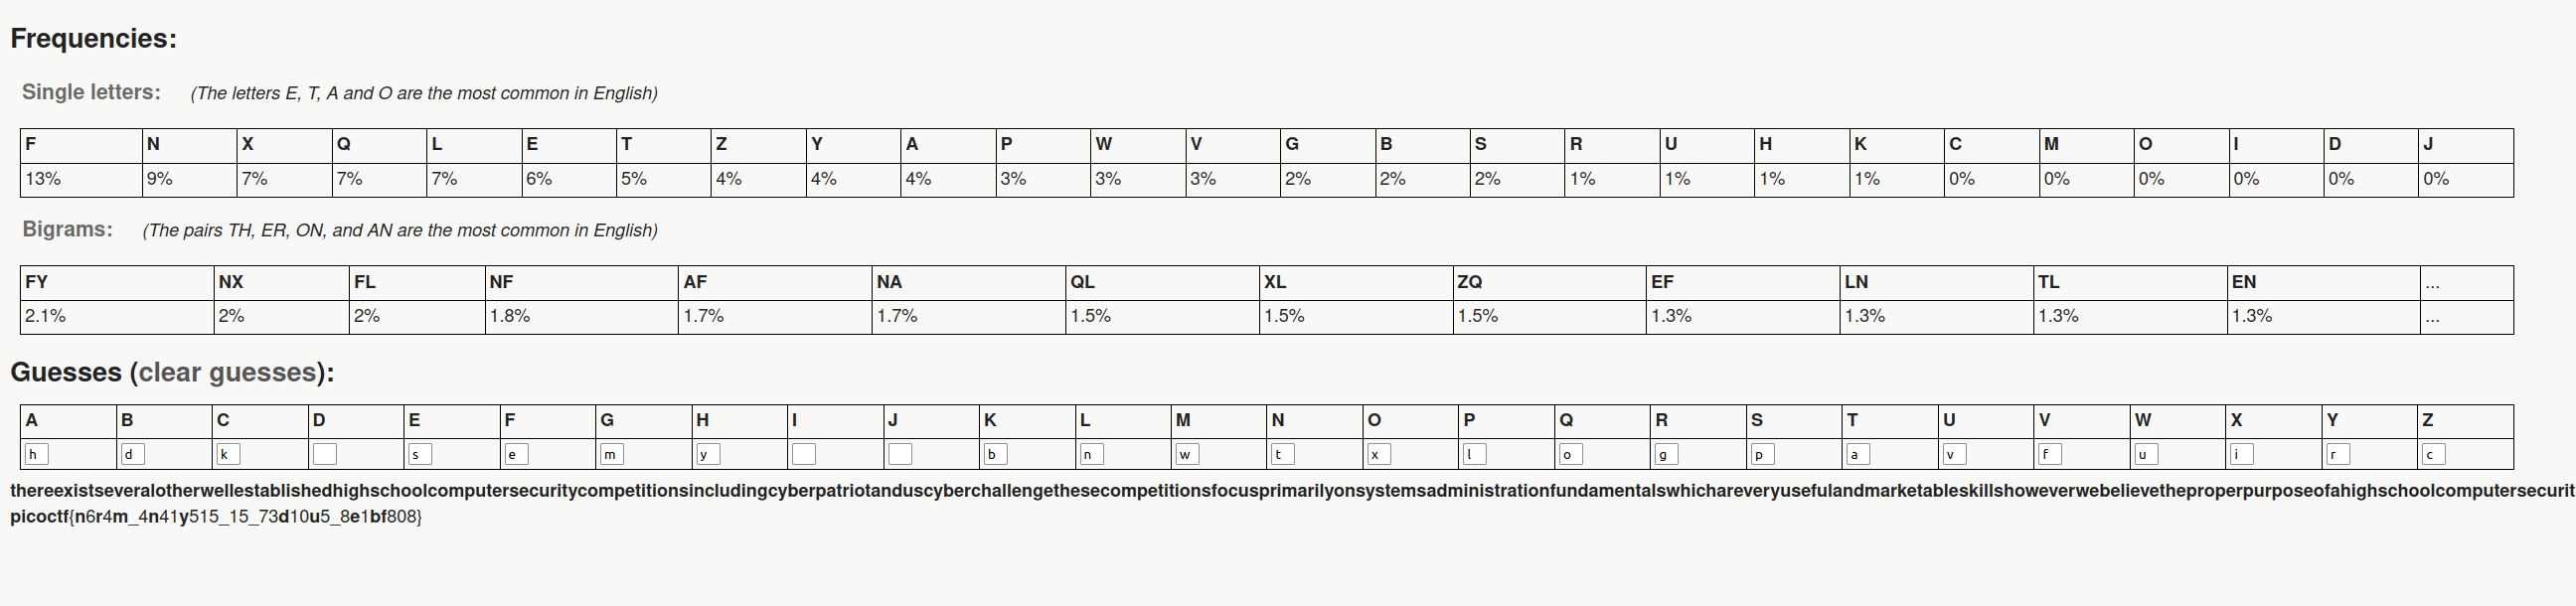 Frequencies:
Single letters: (The letters E, T, A and O are the most common in English)
F N X Q L E T Z Y A P W V G B S R U H K C M O I D J
13% 9% 7% 7% 7% 6% 5% 4% 4% 4% 3% 3% 3% 2% 2% 2% 1% 1% 1% 1% 0% 0% 0% 0% 0% 0%
Bigrams: (The pairs TH, ER, ON, and AN are the most common in English)
FY NX FL NF AF NA QL XL ZQ EF LN TL EN ...
2.1% 2% 2% 1.8% 1.7% 1.7% 1.5% 1.5% 1.5% 1.3% 1.3% 1.3% 1.3% ...
Guesses (clear guesses):
A B C D E F G H I J K L M N O P Q R S T U V W X Y Z
h d k s e m y b n w t x l o g p a v f u i r c
thereexistseveralotherwellestablishedhighschoolcomputersecuritycompetitionsincludingcyberpatriotanduscyberchallengethesecompetitionsfocusprimarilyonsystemsadministrationfundamentalswhichareveryusefulandmarketableskillshoweverwebelievetheproperpurposeofahighschoolcomputersecurit
picoctf{n6r4m_4n41y515_15_73d10u5_8e1bf808}